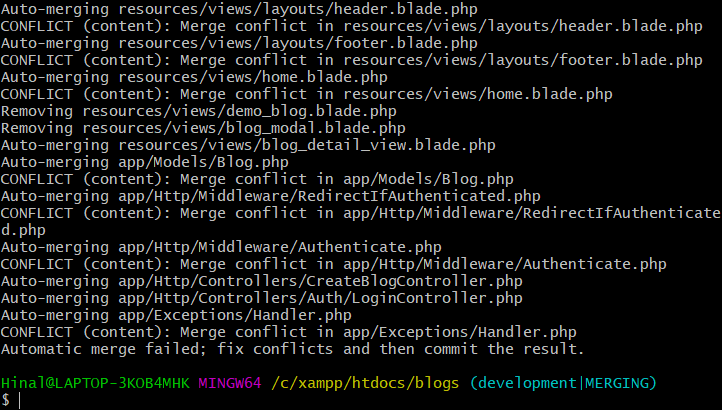 Auto-merging resources/views/layouts/header.blade.php
CONFLICT (content): Merge conflict in resources/views/layouts/header.blade.php
Auto-merging resources/views/layouts/footer.blade.php
CONFLICT (content): Merge conflict in resources/views/layouts/footer.blade.php
Auto-merging resources/views/home.blade.php
CONFLICT (content): Merge conflict in resources/views/home.blade.php
Removing resources/views/demo_blog.blade.php
Removing resources/views/blog_modal.blade.php
Auto-merging resources/views/blog_detail_view.blade.php
Auto-merging app/Models/Blog.php
CONFLICT (content): Merge conflict in app/Models/Blog.php
Auto-merging app/Http/Middleware/RedirectIfAuthenticated.php
CONFLICT (content): Merge conflict in app/Http/Middleware/RedirectIfAuthenticate
d.php
Auto-merging app/Http/Middleware/Authenticate.php
CONFLICT (content): Merge conflict in app/Http/Middleware/Authenticate.php
Auto-merging app/Http/Controllers/CreateBlogController.php
Auto-merging app/Http/Controllers/Auth/LoginController.php
Auto-merging app/Exceptions/Handler.php
CONFLICT (content): Merge conflict in app/Exceptions/Handler.php
Automatic merge failed; fix conflicts and then commit the result.
Hinal@LAPTOP-3KOB4MHK MINGW64 /c/xampp/htdocs/blogs (development|MERGING)
$